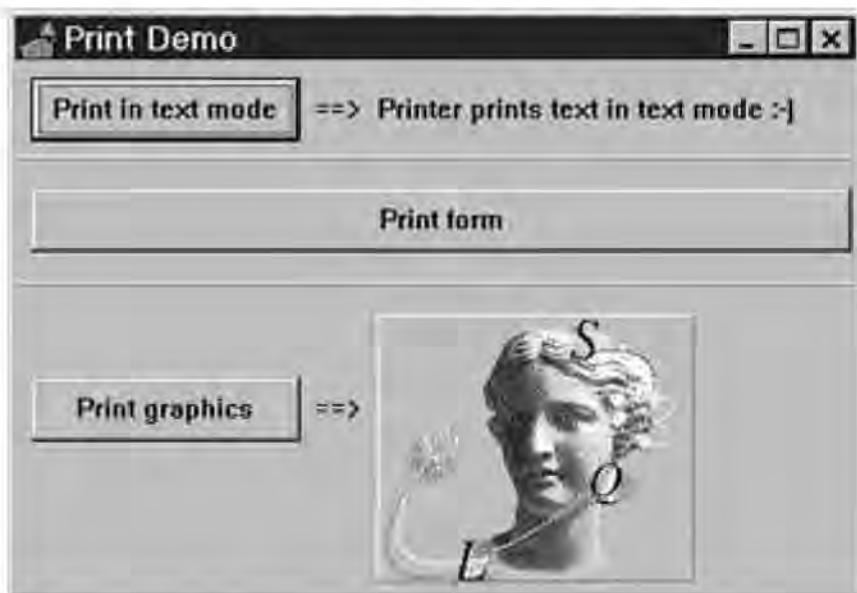 Print Demo
Print in text mode ==> Printer prints text in text mode :-]
Print form
Print graphics ==>
S
Q
L